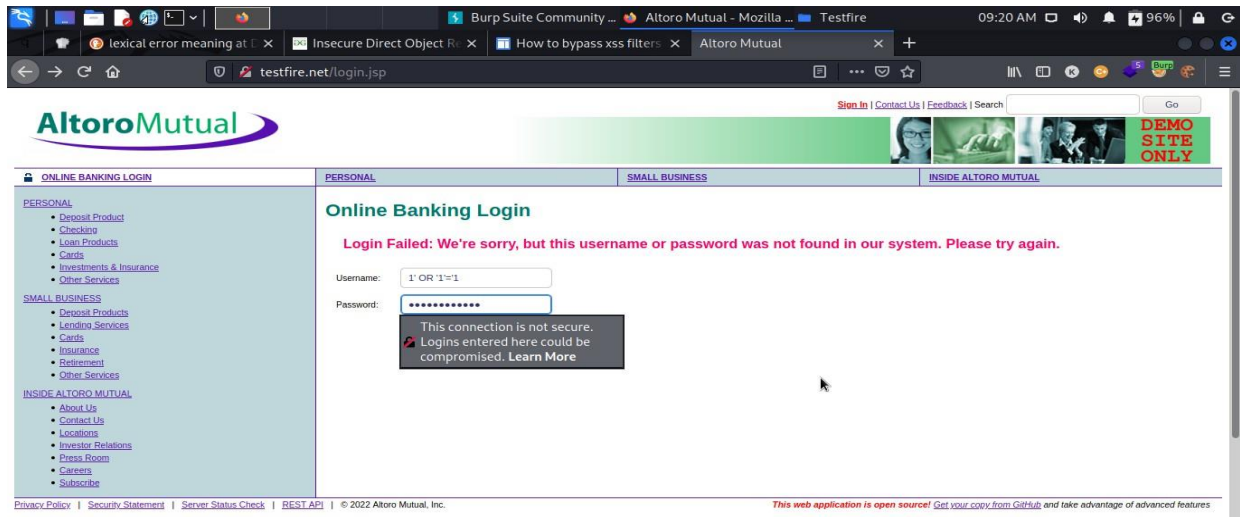 Burp Suite Community ... Altoro Mutual - Mozilla ... Testfire 09:20 AM 96%
lexical error meaning at D Insecure Direct Object Re How to bypass xss filters Altoro Mutual
testfire.net/login.jsp 5 Burp
Sign In | Contact Us | Feedback | Search Go
AltoroMutual
DEMO
SITE
ONLY
ONLINE BANKING LOGIN PERSONAL SMALL BUSINESS INSIDE ALTORO MUTUAL
PERSONAL
Deposit Product
Checking
Loan Products
Cards
Investments & Insurance
Other Services
SMALL BUSINESS
Deposit Products
Lending Services
Cards
Insurance
Retirement
Other Services
INSIDE ALTORO MUTUAL
About Us
Contact Us
Locations
Investor Relations
Press Room
Careers
Subscribe
Online Banking Login
Login Failed: We're sorry, but this username or password was not found in our system. Please try again.
Username: 1' OR '1'='1
Password: ••••••••••••
This connection is not secure.
Logins entered here could be
compromised. Learn More
Privacy Policy | Security Statement | Server Status Check | REST API | © 2022 Altoro Mutual, Inc. This web application is open source! Get your copy from GitHub and take advantage of advanced features